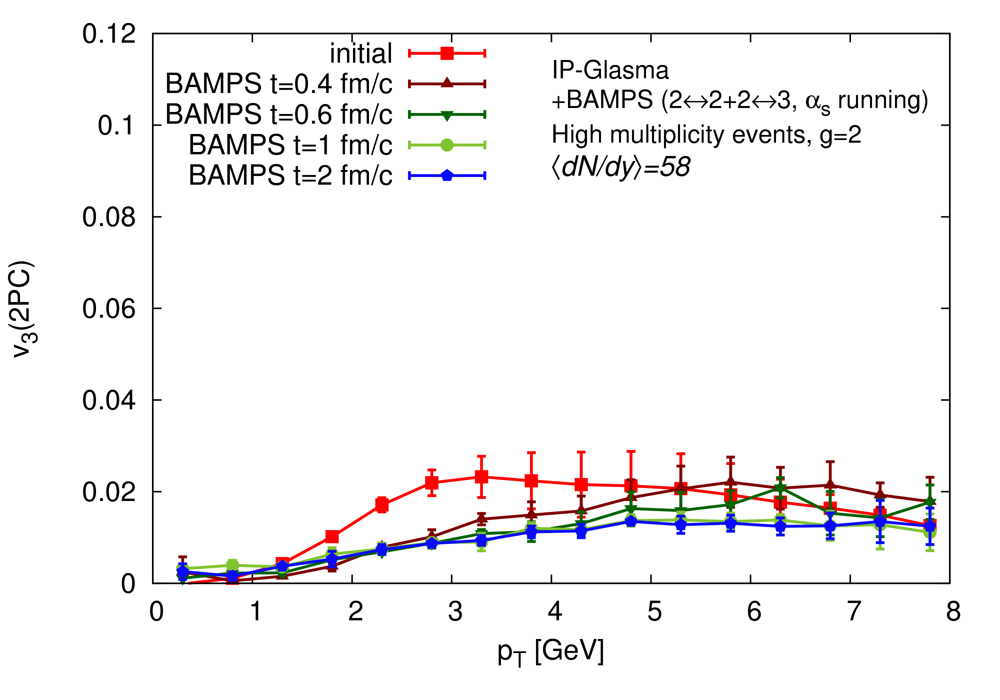 0.12
0.1
0.08
0.06
0.04
0.02
0
v3(2PC)
initial
BAMPS t=0.4 fm/c
BAMPS t=0.6 fm/c
BAMPS t=1 fm/c
BAMPS t=2 fm/c
IP-Glasma
+BAMPS (2↔2+2↔3, αs running)
High multiplicity events, g=2
⟨dN/dy⟩=58
0 1 2 3 4 5 6 7 8
pT [GeV]